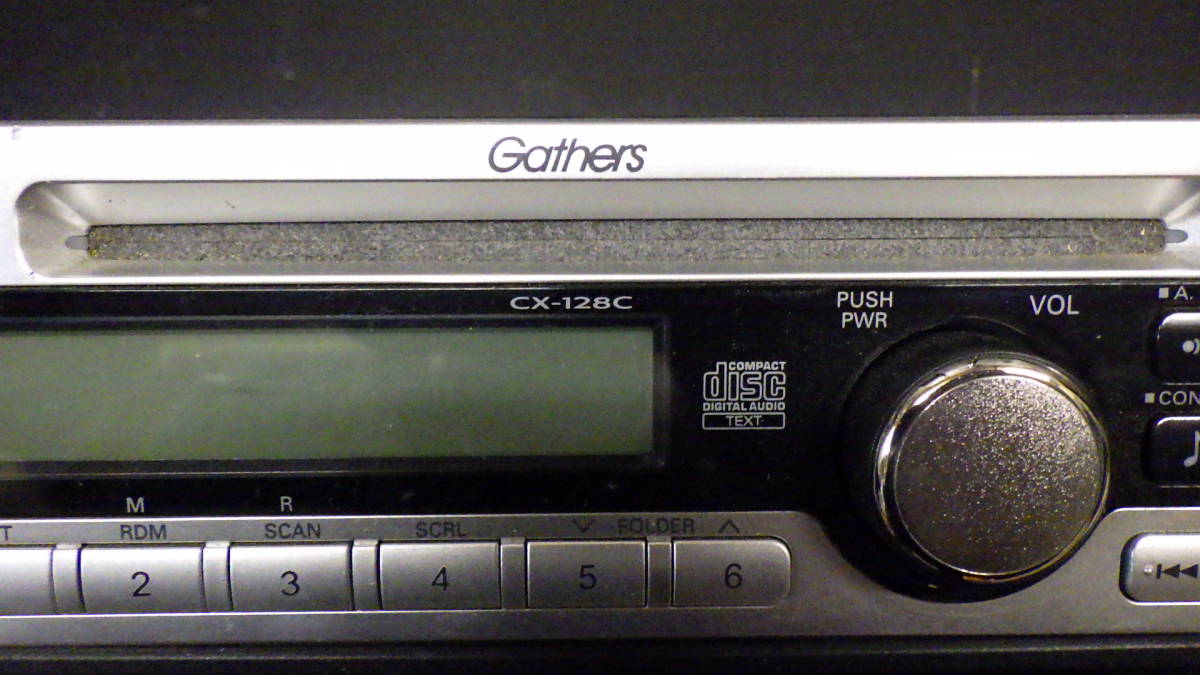 Gathers
CX-128C
PUSH
PWR
VOL
A.
COMPACT
disc
DIGITAL AUDIO
TEXT
CON
M R
T RDM SCAN SCRL FOLDER
2 3 4 5 6